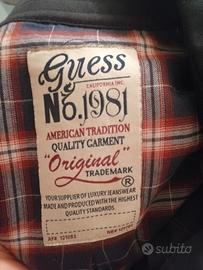 Guess
CALIFORNIA INC.
No.1981
AMERICAN TRADITION
QUALITY GARMENT
"Original"
TRADEMARK
®
YOUR SUPPLIER OF LUXURY JEANSWEAR
MADE AND PRODUCED WITH THE HIGHEST
QUALITY STANDARDS.
subito